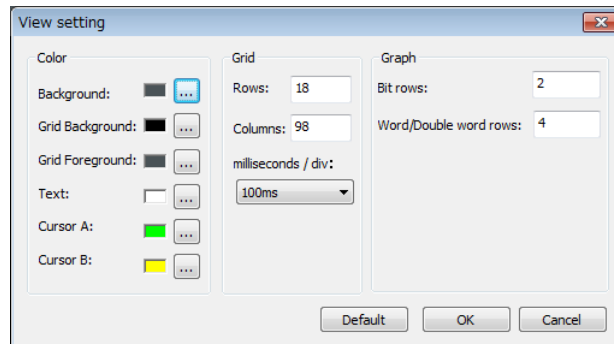 View setting
Color
Background:
...
Grid Background:
...
Grid Foreground:
...
Text:
...
Cursor A:
...
Cursor B:
...
Grid
Rows: 18
Columns: 98
milliseconds / div:
100ms
Graph
Bit rows: 2
Word/Double word rows: 4
Default
OK
Cancel